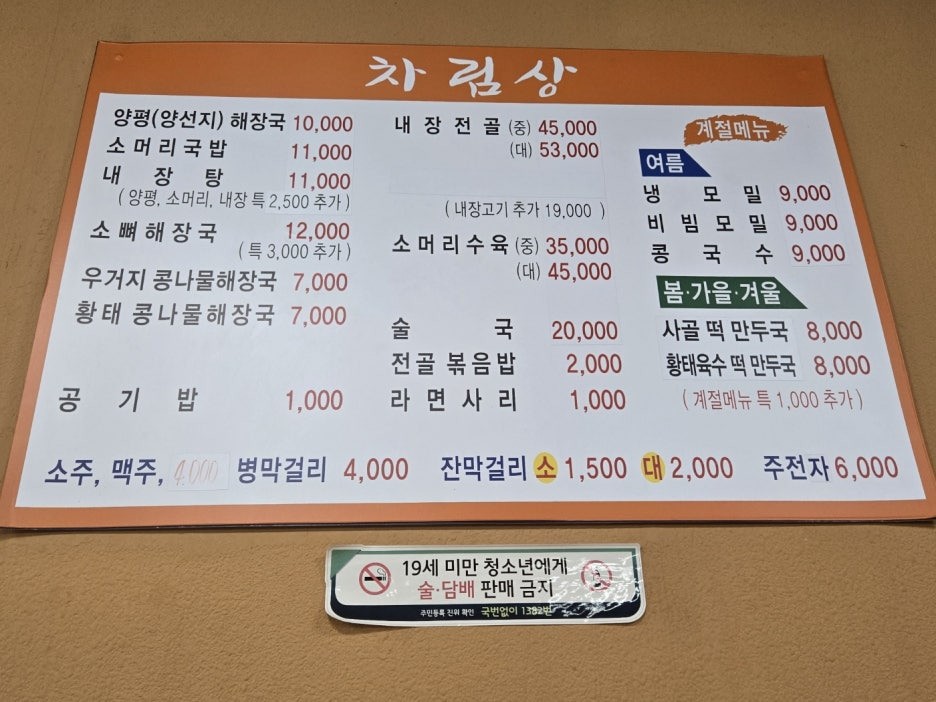 차림상
양평(양선지) 해장국 10,000
소머리국밥 11,000
내장탕 11,000
( 양평, 소머리, 내장 특 2,500 추가 )
소뼈해장국 12,000
( 특 3,000 추가 )
우거지 콩나물해장국 7,000
황태 콩나물해장국 7,000
공기밥 1,000
내장전골 (중) 45,000
(대) 53,000
( 내장고기 추가 19,000 )
소머리수육 (중) 35,000
(대) 45,000
술국 20,000
전골 볶음밥 2,000
라면사리 1,000
계절메뉴
여름
냉모밀 9,000
비빔모밀 9,000
콩국수 9,000
봄·가을·겨울
사골 떡 만두국 8,000
황태육수 떡 만두국 8,000
( 계절메뉴 특 1,000 추가 )
소주, 맥주, 4,000 병막걸리 4,000 잔막걸리 소 1,500 대 2,000 주전자 6,000
19세 미만 청소년에게
술·담배 판매 금지
주민등록 진위 확인 국번없이 1382번